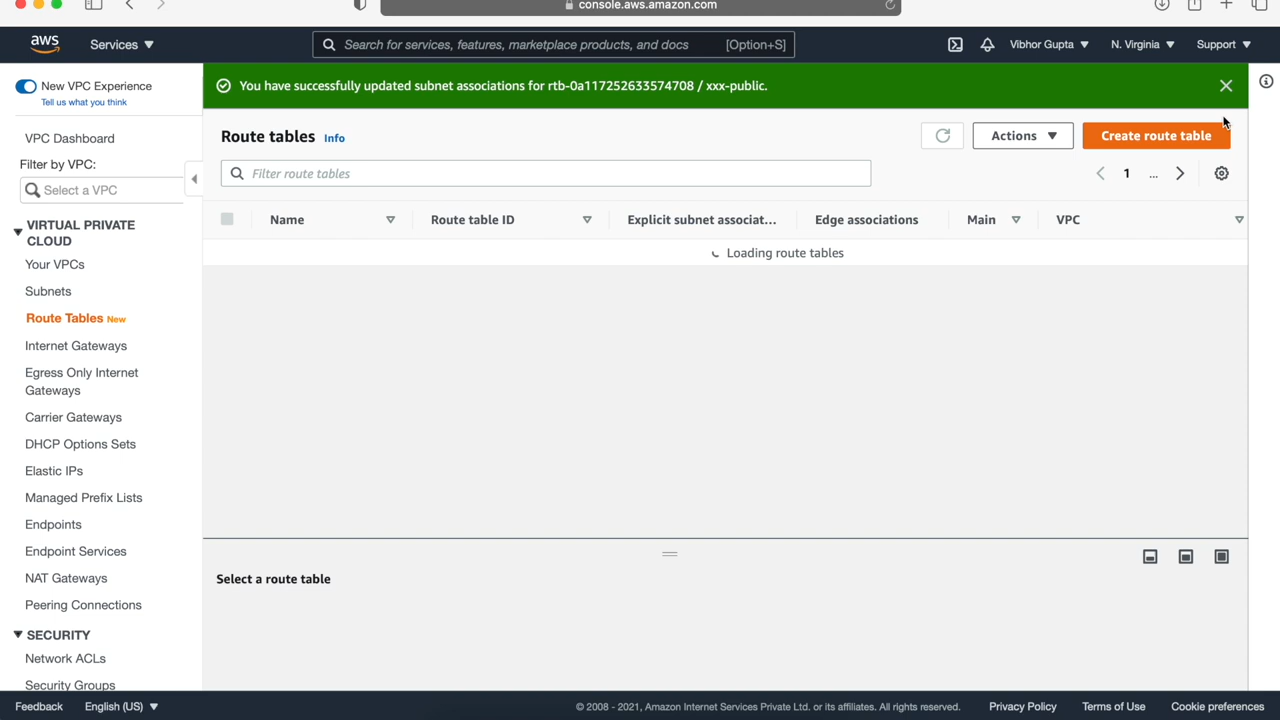 console.aws.amazon.com
aws
Services
Search for services, features, marketplace products, and docs
[Option+S]
Vibhor Gupta
N. Virginia
Support
New VPC Experience
Tell us what you think
VPC Dashboard
Filter by VPC:
Select a VPC
VIRTUAL PRIVATE
CLOUD
Your VPCs
Subnets
Route Tables New
Internet Gateways
Egress Only Internet
Gateways
Carrier Gateways
DHCP Options Sets
Elastic IPs
Managed Prefix Lists
Endpoints
Endpoint Services
NAT Gateways
Peering Connections
SECURITY
Network ACLs
Security Groups
You have successfully updated subnet associations for rtb-0a117252633574708 / xxx-public.
Route tables Info
Actions
Create route table
Filter route tables
1
...
Name
Route table ID
Explicit subnet associat...
Edge associations
Main
VPC
Loading route tables
Select a route table
Feedback
English (US)
© 2008 - 2021, Amazon Internet Services Private Ltd. or its affiliates. All rights reserved.
Privacy Policy
Terms of Use
Cookie preferences